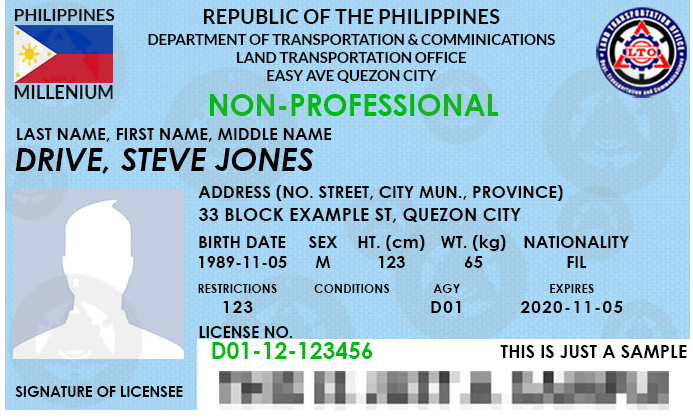 PHILIPPINES
MILLENIUM
REPUBLIC OF THE PHILIPPINES
DEPARTMENT OF TRANSPORTATION & COMMINICATIONS
LAND TRANSPORTATION OFFICE
EASY AVE QUEZON CITY
LTO
NON-PROFESSIONAL
LAST NAME, FIRST NAME, MIDDLE NAME
DRIVE, STEVE JONES
ADDRESS (NO. STREET, CITY MUN., PROVINCE)
33 BLOCK EXAMPLE ST, QUEZON CITY
BIRTH DATE SEX HT. (cm) WT. (kg) NATIONALITY
1989-11-05 M 123 65 FIL
RESTRICTIONS CONDITIONS AGY EXPIRES
123 D01 2020-11-05
LICENSE NO.
D01-12-123456 THIS IS JUST A SAMPLE
SIGNATURE OF LICENSEE